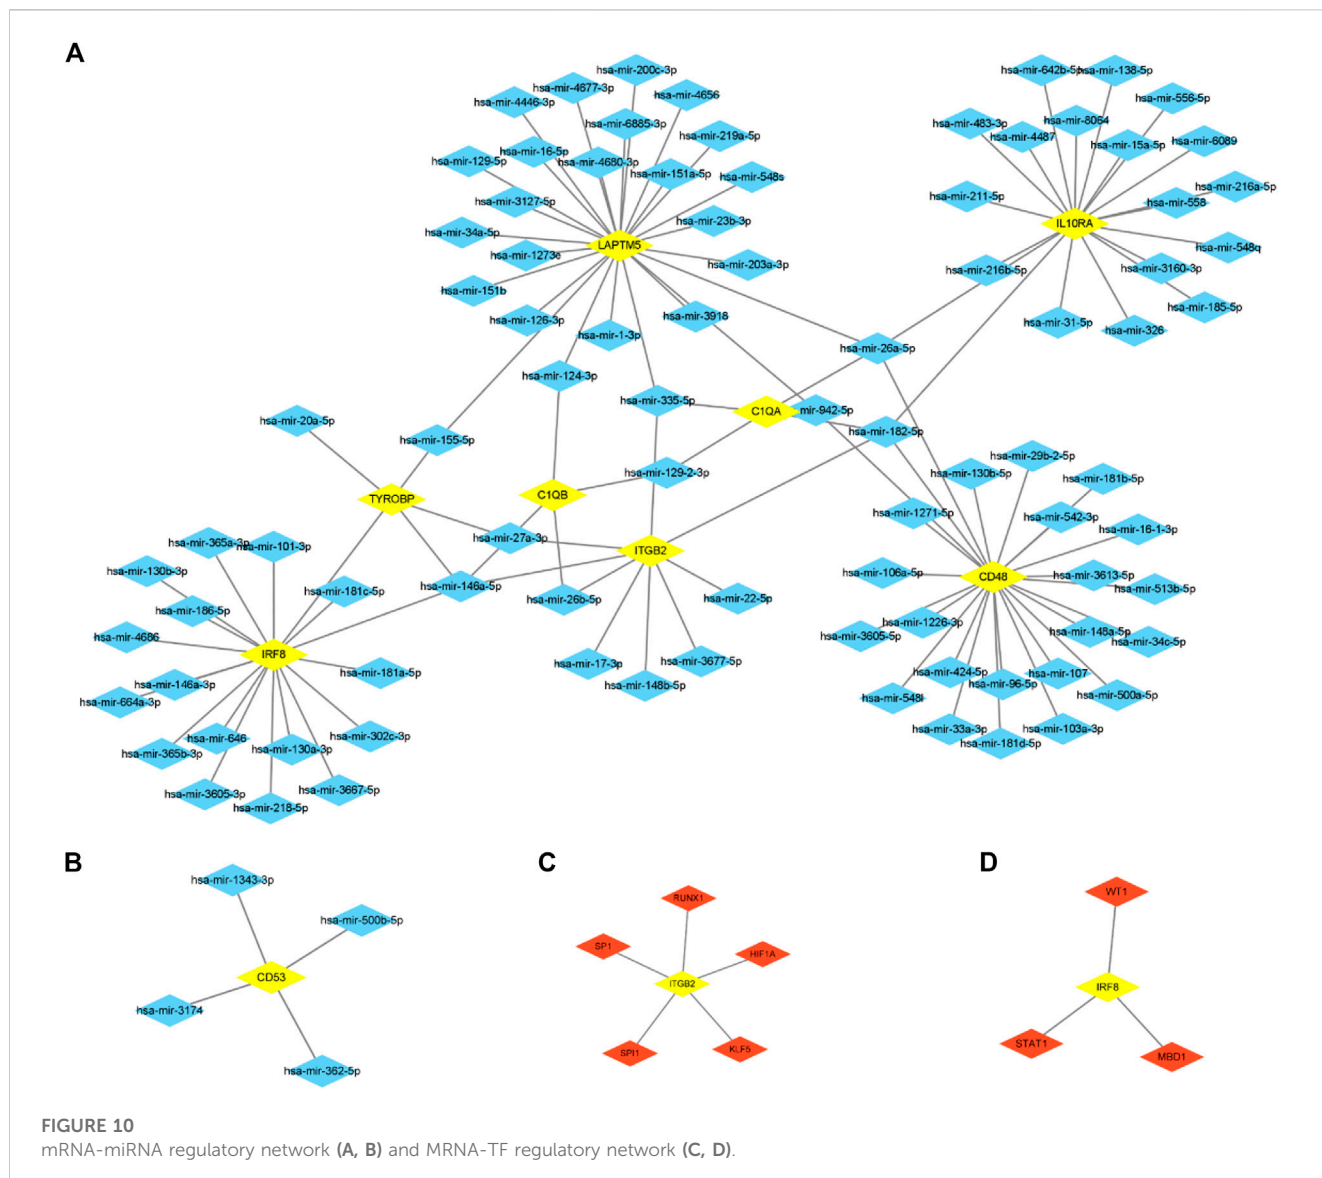 A
hsa-mir-200c-3p
hsa-mir-4677-3p
hsa-mir-4446-3p
hsa-mir-4656
hsa-mir-6885-3p
hsa-mir-219a-5p
hsa-mir-16-5p
hsa-mir-129-5p
hsa-mir-4680-3p
hsa-mir-151a-5p
hsa-mir-548s
hsa-mir-3127-5p
hsa-mir-23b-3p
hsa-mir-34a-5p
LAPTM5
hsa-mir-1273e
hsa-mir-203a-3p
hsa-mir-151b
hsa-mir-126-3p
hsa-mir-3918
hsa-mir-1-3p
hsa-mir-642b-5p
hsa-mir-138-5p
hsa-mir-556-5p
hsa-mir-483-3p
hsa-mir-8064
hsa-mir-4487
hsa-mir-15a-5p
hsa-mir-6089
hsa-mir-211-5p
hsa-mir-216a-5p
hsa-mir-558
IL10RA
hsa-mir-548q
hsa-mir-216b-5p
hsa-mir-3160-3p
hsa-mir-185-5p
hsa-mir-31-5p
hsa-mir-326
hsa-mir-26a-5p
hsa-mir-124-3p
hsa-mir-335-5p
C1QA
mir-942-5p
hsa-mir-182-5p
hsa-mir-20a-5p
hsa-mir-155-5p
hsa-mir-129-2-3p
TYROBP
C1QB
hsa-mir-27a-3p
ITGB2
hsa-mir-146a-5p
hsa-mir-26b-5p
hsa-mir-22-5p
hsa-mir-17-3p
hsa-mir-3677-5p
hsa-mir-148b-5p
hsa-mir-29b-2-5p
hsa-mir-130b-5p
hsa-mir-181b-5p
hsa-mir-1271-5p
hsa-mir-542-3p
hsa-mir-16-1-3p
hsa-mir-106a-5p
CD48
hsa-mir-3613-5p
hsa-mir-513b-5p
hsa-mir-1226-3p
hsa-mir-3605-5p
hsa-mir-148a-5p
hsa-mir-34c-5p
hsa-mir-424-5p
hsa-mir-107
hsa-mir-96-5p
hsa-mir-548l
hsa-mir-500a-5p
hsa-mir-33a-3p
hsa-mir-103a-3p
hsa-mir-181d-5p
hsa-mir-365a-3p
hsa-mir-101-3p
hsa-mir-130b-3p
hsa-mir-181c-5p
hsa-mir-186-5p
hsa-mir-4686
IRF8
hsa-mir-181a-5p
hsa-mir-146a-3p
hsa-mir-664a-3p
hsa-mir-646
hsa-mir-302c-3p
hsa-mir-365b-3p
hsa-mir-130a-3p
hsa-mir-3605-3p
hsa-mir-3667-5p
hsa-mir-218-5p
B
hsa-mir-1343-3p
hsa-mir-500b-5p
CD53
hsa-mir-3174
hsa-mir-362-5p
C
RUNX1
SP1
HIF1A
ITGB2
SPI1
KLF5
D
WT1
IRF8
STAT1
MBD1
FIGURE 10
mRNA-miRNA regulatory network (A, B) and MRNA-TF regulatory network (C, D).